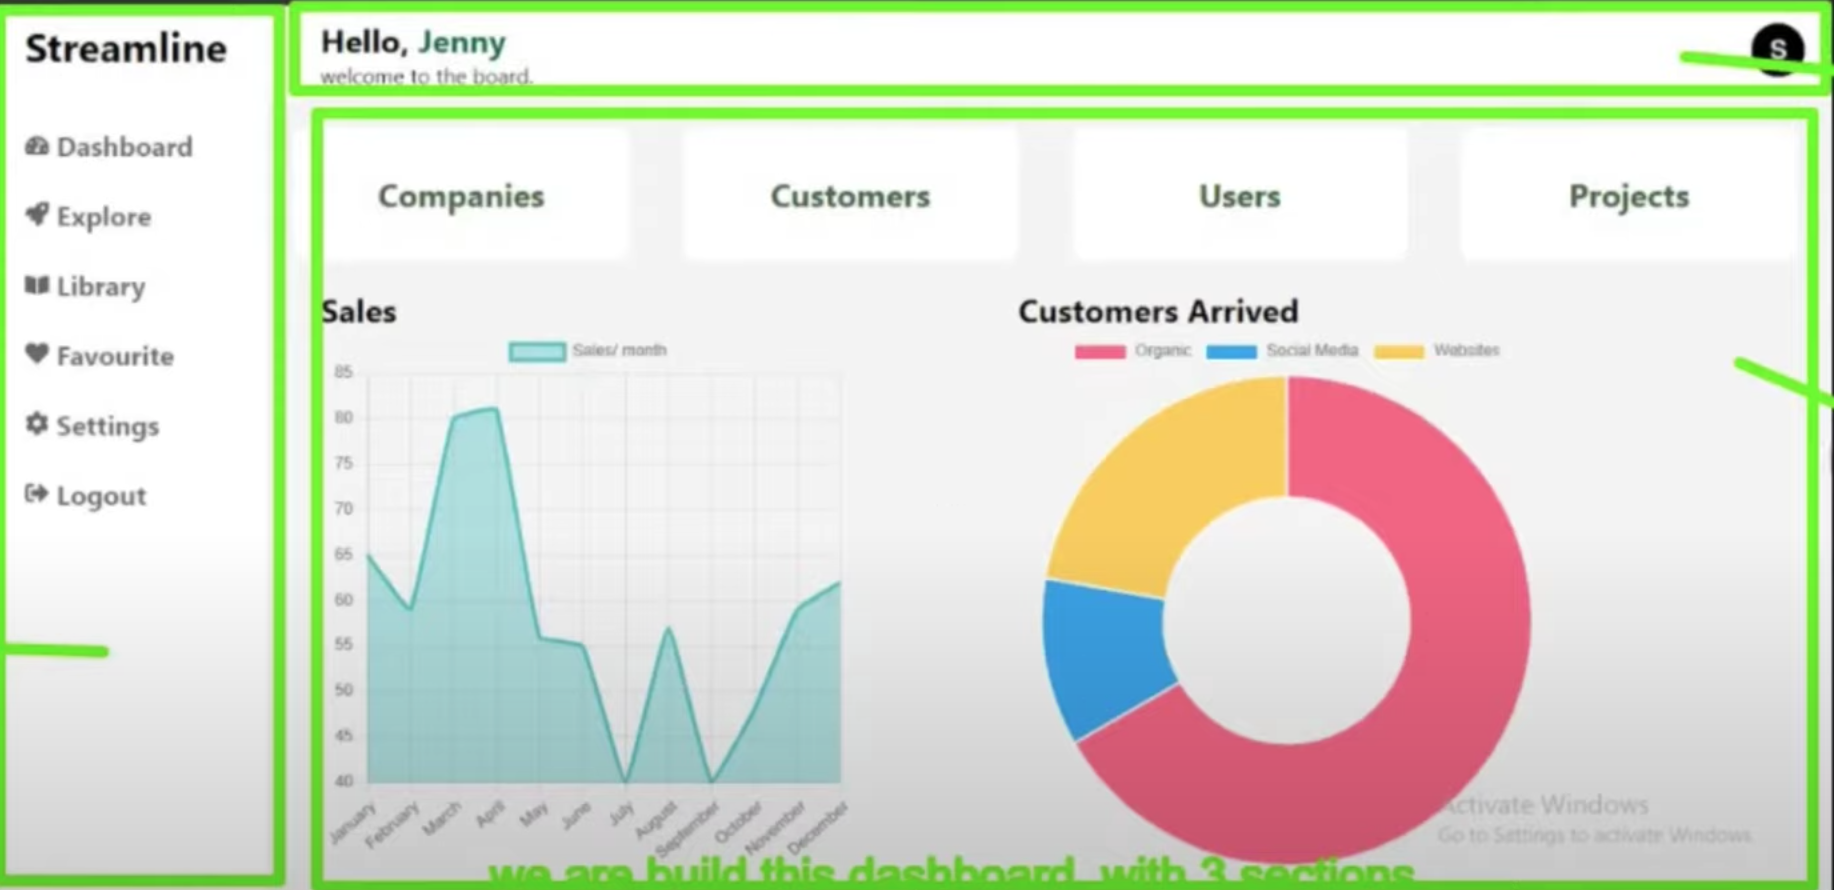 Streamline
Dashboard
Explore
Library
Favourite
Settings
Logout
Hello, Jenny
welcome to the board.
S
Companies
Customers
Users
Projects
Sales
Sales/ month
85
80
75
70
65
60
55
50
45
40
January
February
March
April
May
June
July
August
September
October
November
December
Customers Arrived
Organic
Social Media
Websites
Activate Windows
Go to Settings to activate Windows.
we are build this dashboard, with 3 sections